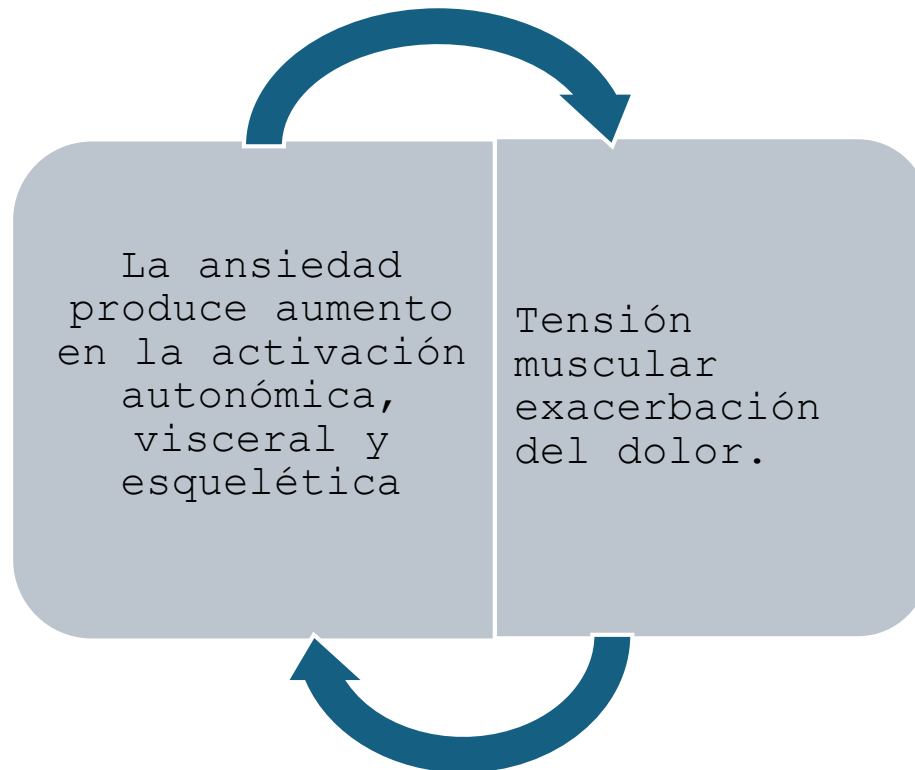 La ansiedad
produce aumento
en la activación
autonómica,
visceral y
esquelética
Tensión
muscular
exacerbación
del dolor.